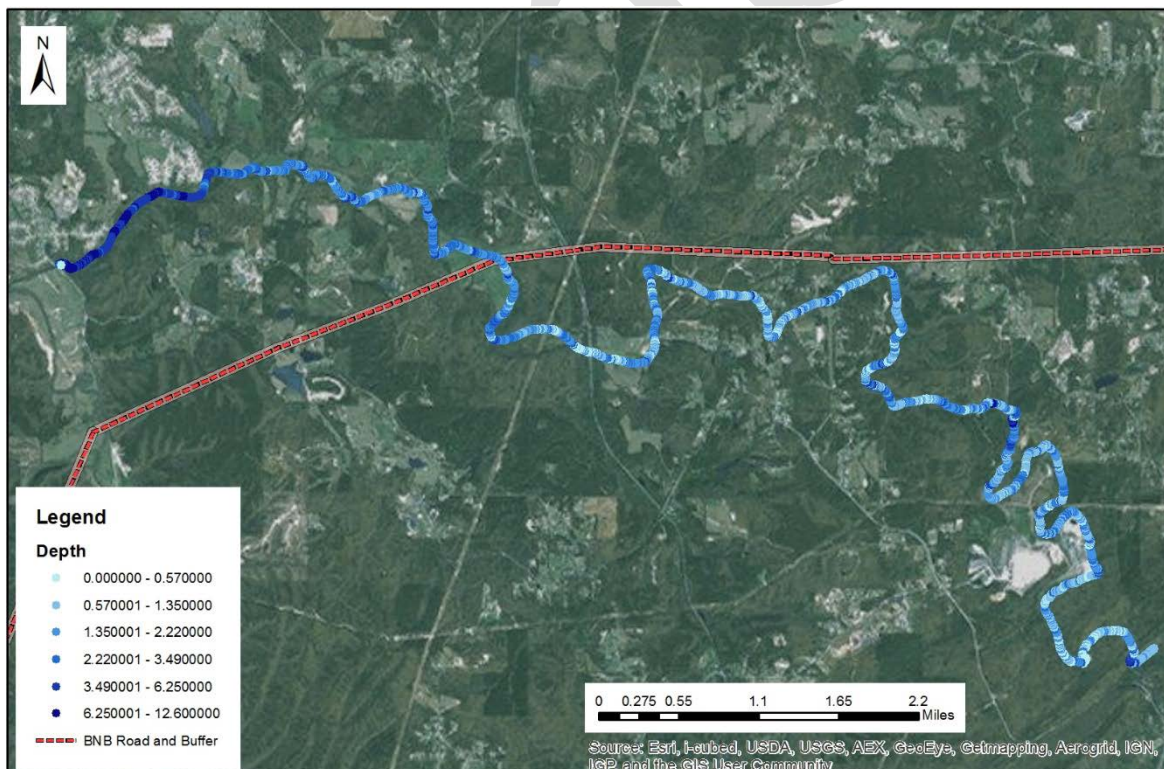 N
Legend
Depth
0.000000 - 0.570000
0.570001 - 1.350000
1.350001 - 2.220000
2.220001 - 3.490000
3.490001 - 6.250000
6.250001 - 12.600000
BNB Road and Buffer
0 0.275 0.55 1.1 1.65 2.2
Miles
Source: Esri, i-cubed, USDA, USGS, AEX, GeoEye, Getmapping, Aerogrid, IGN,
IGP, and the GIS User Community